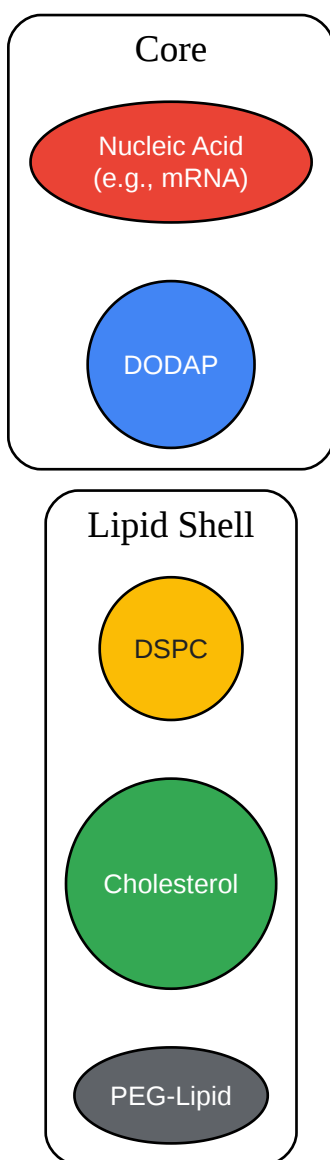 Core
Nucleic Acid
(e.g., mRNA)
DODAP
Lipid Shell
DSPC
Cholesterol
PEG-Lipid